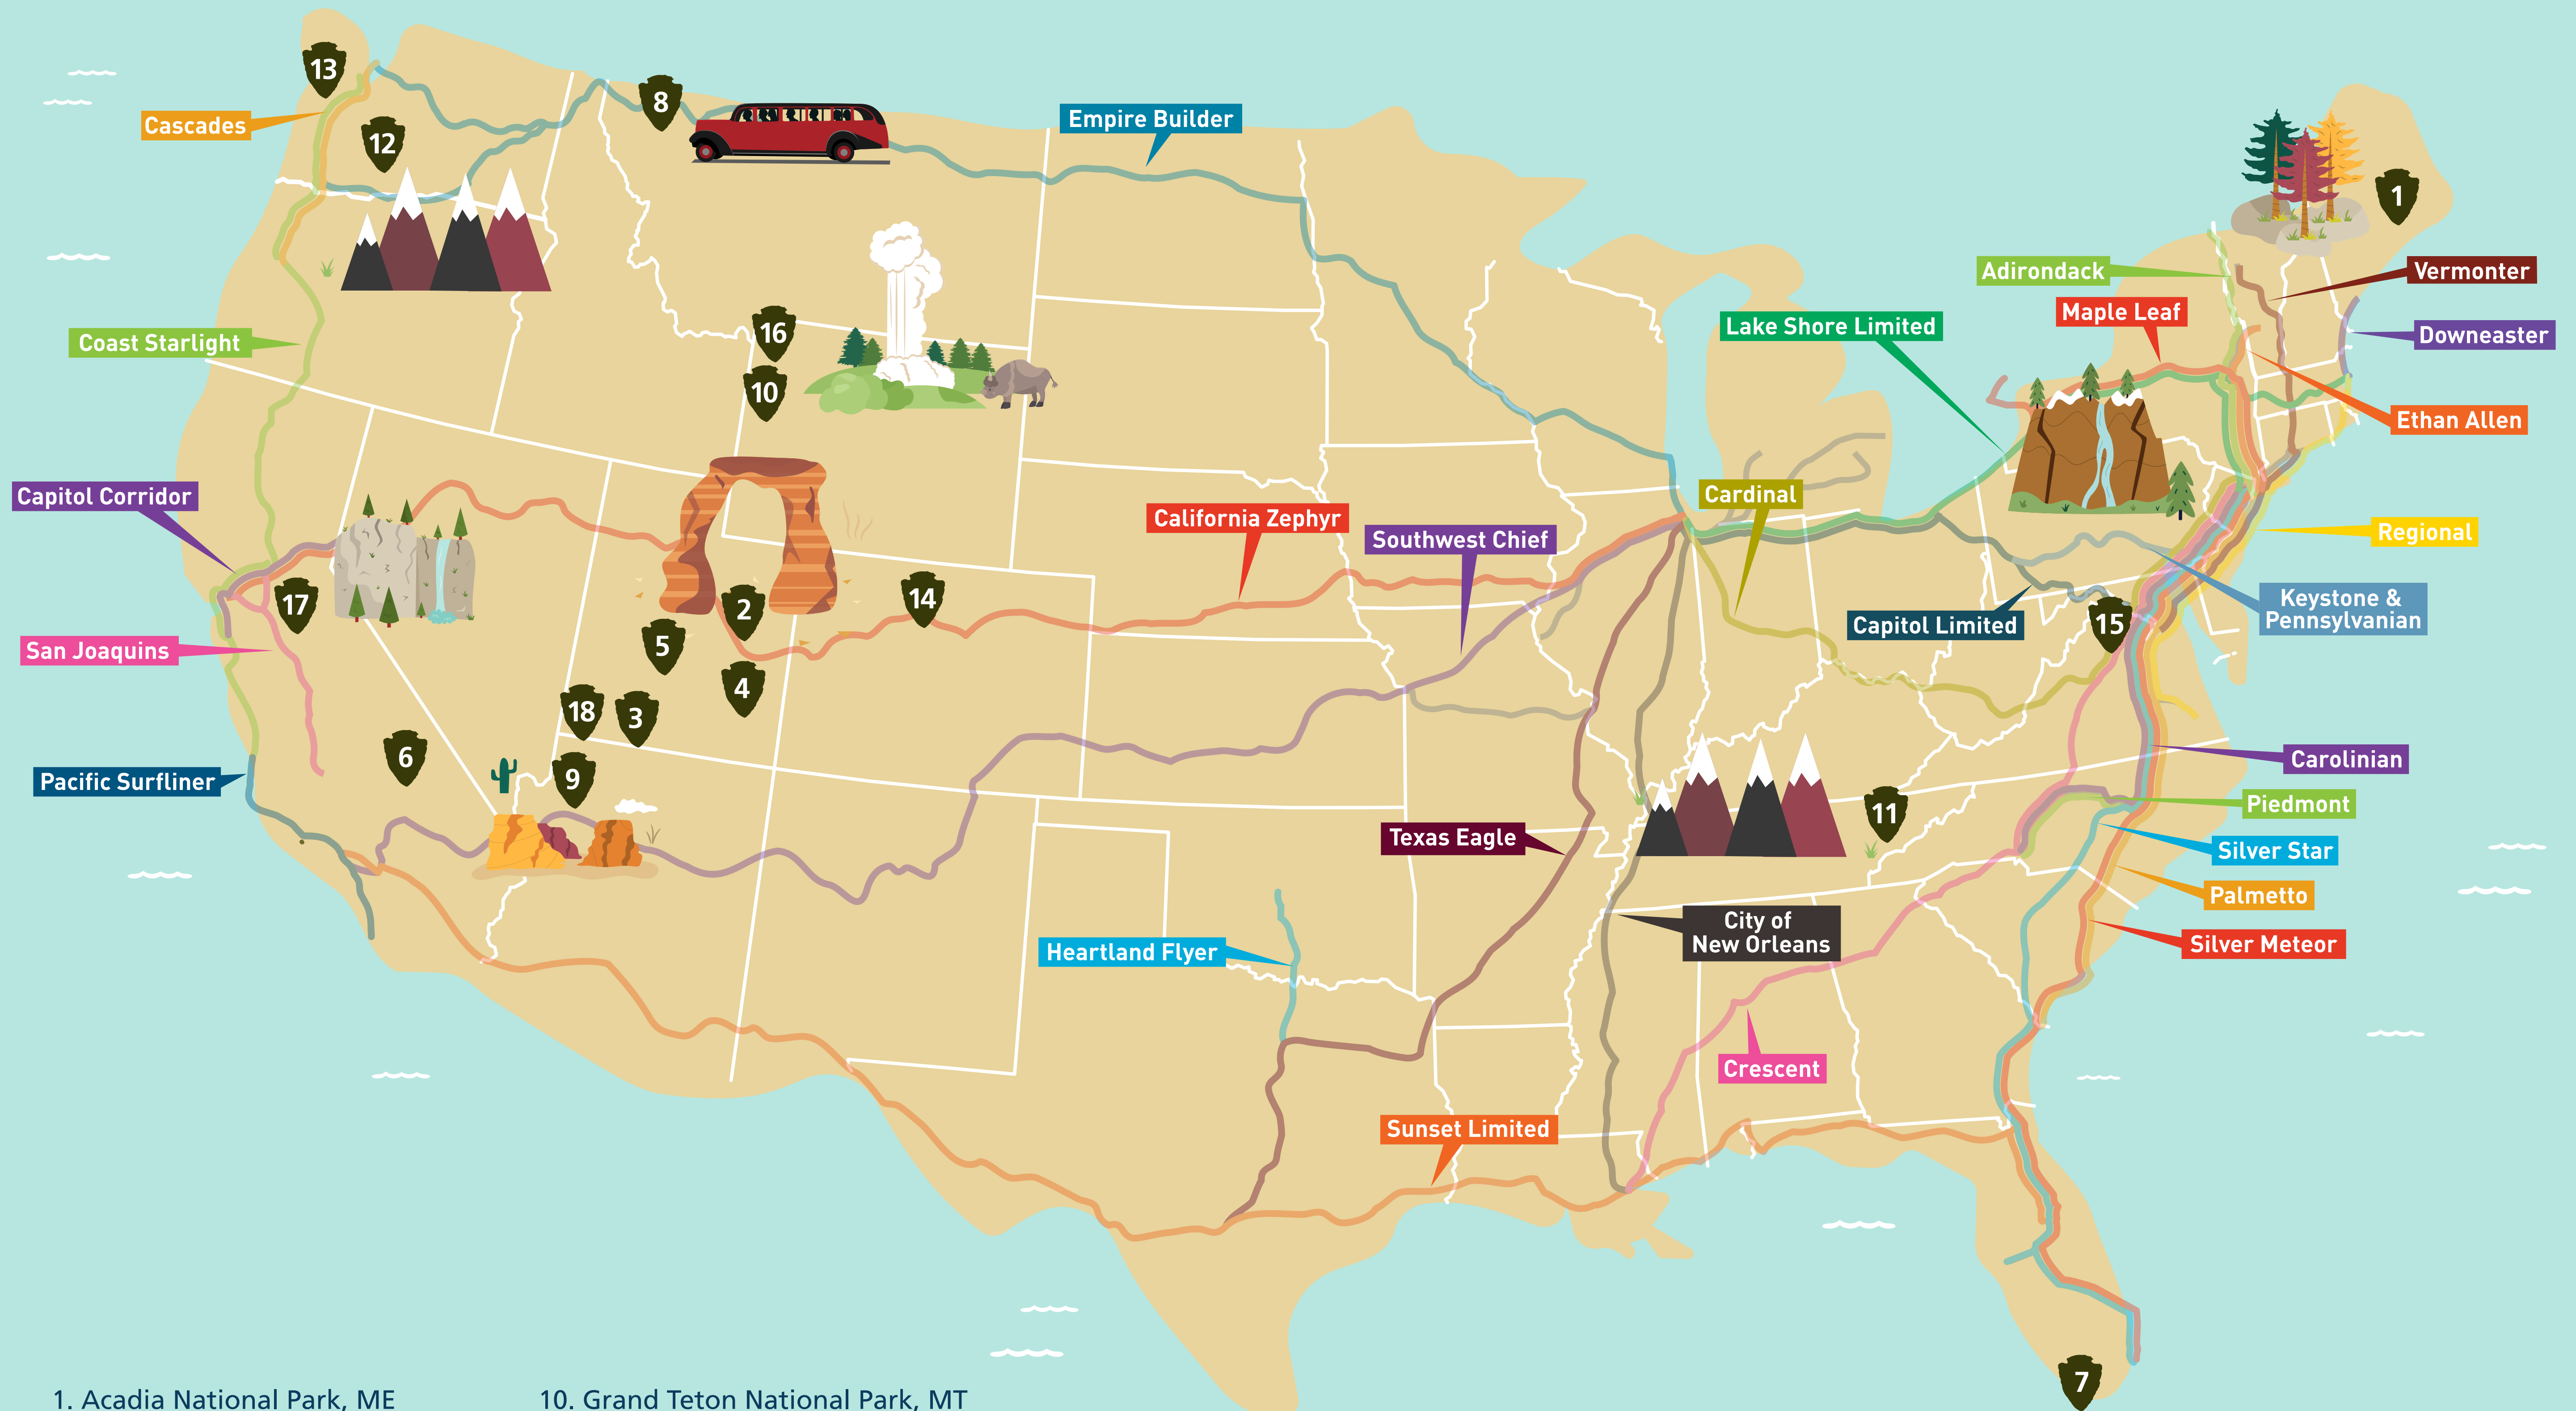 13
8
Cascades
Empire Builder
12
1
Adirondack
Vermonter
Maple Leaf
Lake Shore Limited
Downeaster
16
Coast Starlight
10
Ethan Allen
Capitol Corridor
Cardinal
California Zephyr
Southwest Chief
Regional
17
2
14
Keystone &
Pennsylvanian
Capitol Limited
15
5
San Joaquins
4
18
3
6
9
Carolinian
Pacific Surfliner
Piedmont
11
Texas Eagle
Silver Star
Palmetto
City of
New Orleans
Heartland Flyer
Silver Meteor
Crescent
Sunset Limited
7
1. Acadia National Park, ME
10. Grand Teton National Park, MT